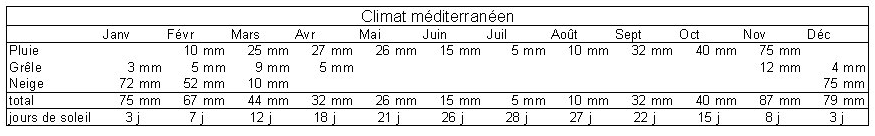 Climat méditerranéen
Janv Févr Mars Avr Mai Juin Juil Août Sept Oct Nov Déc
Pluie 10 mm 25 mm 27 mm 26 mm 15 mm 5 mm 10 mm 32 mm 40 mm 75 mm
Grêle 3 mm 5 mm 9 mm 5 mm 12 mm 4 mm
Neige 72 mm 52 mm 10 mm 75 mm
total 75 mm 67 mm 44 mm 32 mm 26 mm 15 mm 5 mm 10 mm 32 mm 40 mm 87 mm 79 mm
jours de soleil 3 j 7 j 12 j 18 j 21 j 26 j 28 j 27 j 22 j 15 j 8 j 3 j